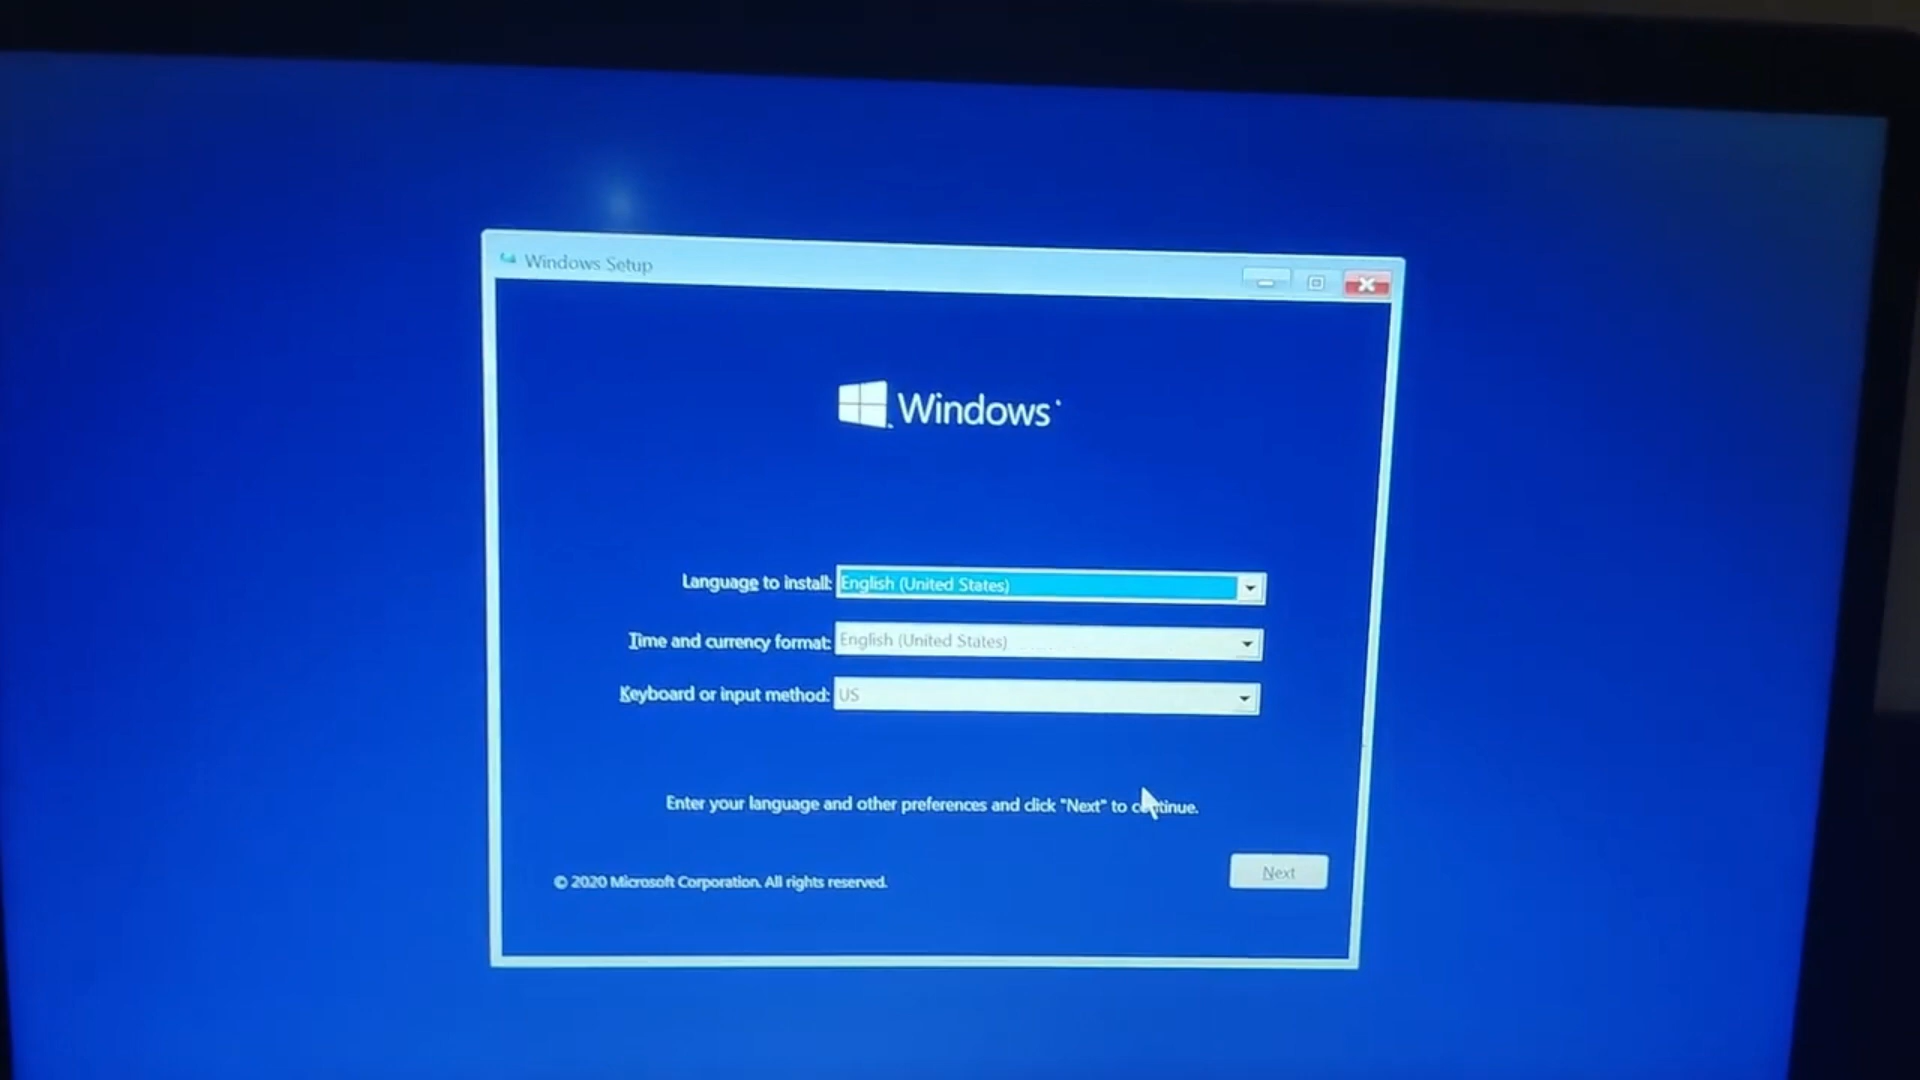 Windows Setup
Windows
Language to install: English (United States)
Time and currency format: English (United States)
Keyboard or input method: US
Enter your language and other preferences and click "Next" to continue.
© 2020 Microsoft Corporation. All rights reserved.
Next